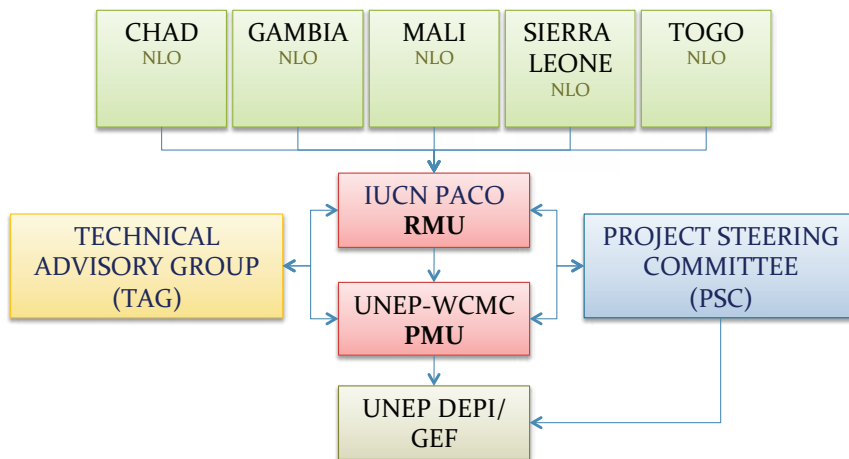 CHAD
NLO
GAMBIA
NLO
MALI
NLO
SIERRA
LEONE
NLO
TOGO
NLO
IUCN PACO
RMU
TECHNICAL
ADVISORY GROUP
(TAG)
PROJECT STEERING
COMMITTEE
(PSC)
UNEP-WCMC
PMU
UNEP DEPI/
GEF